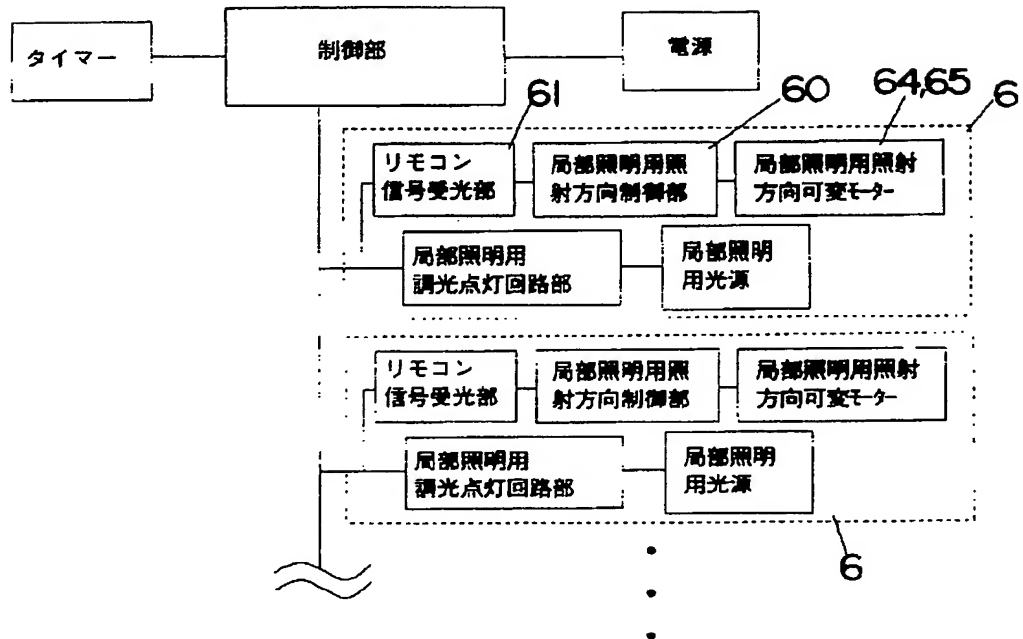 タイマー
制御部
電源
61
60
64,65
6
リモコン
信号受光部
局部照明用照
射方向制御部
局部照明用照射
方向可変モーター
局部照明用
調光点灯回路部
局部照明
用光源
リモコン
信号受光部
局部照明用照
射方向制御部
局部照明用照射
方向可変モーター
局部照明用
調光点灯回路部
局部照明
用光源
6